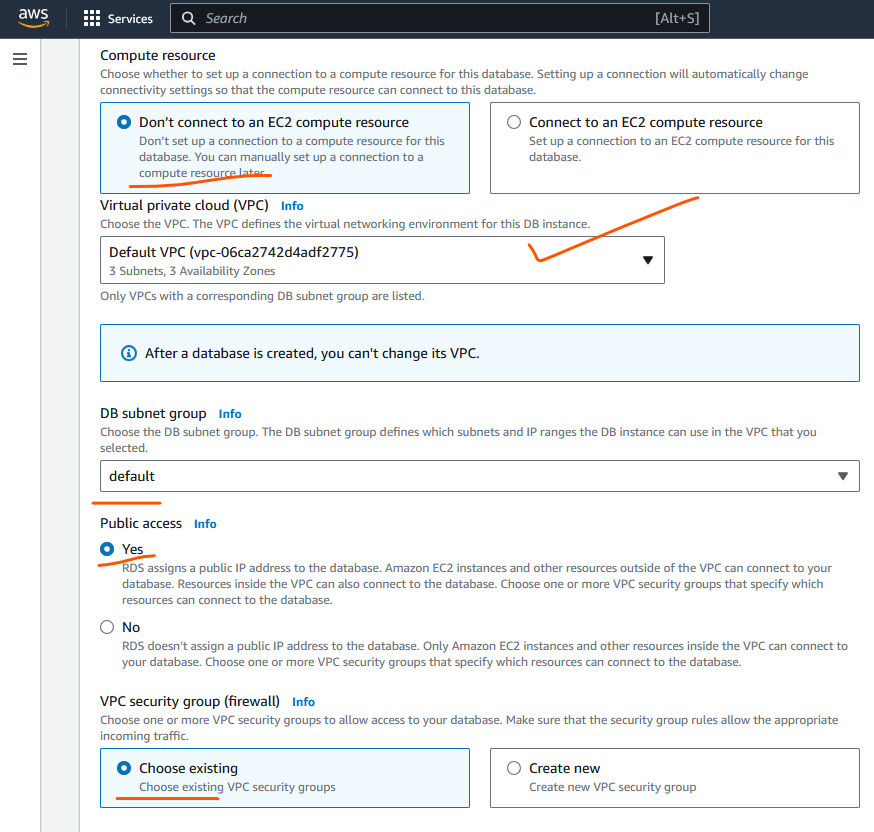 aws
Services
Search
[Alt+S]
Compute resource
Choose whether to set up a connection to a compute resource for this database. Setting up a connection will automatically change
connectivity settings so that the compute resource can connect to this database.
Don't connect to an EC2 compute resource
Don't set up a connection to a compute resource for this
database. You can manually set up a connection to a
compute resource later.
Connect to an EC2 compute resource
Set up a connection to an EC2 compute resource for this
database.
Virtual private cloud (VPC) Info
Choose the VPC. The VPC defines the virtual networking environment for this DB instance.
Default VPC (vpc-06ca2742d4adf2775)
3 Subnets, 3 Availability Zones
Only VPCs with a corresponding DB subnet group are listed.
After a database is created, you can't change its VPC.
DB subnet group Info
Choose the DB subnet group. The DB subnet group defines which subnets and IP ranges the DB instance can use in the VPC that you
selected.
default
Public access Info
Yes
RDS assigns a public IP address to the database. Amazon EC2 instances and other resources outside of the VPC can connect to your
database. Resources inside the VPC can also connect to the database. Choose one or more VPC security groups that specify which
resources can connect to the database.
No
RDS doesn't assign a public IP address to the database. Only Amazon EC2 instances and other resources inside the VPC can connect to
your database. Choose one or more VPC security groups that specify which resources can connect to the database.
VPC security group (firewall) Info
Choose one or more VPC security groups to allow access to your database. Make sure that the security group rules allow the appropriate
incoming traffic.
Choose existing
Choose existing VPC security groups
Create new
Create new VPC security group